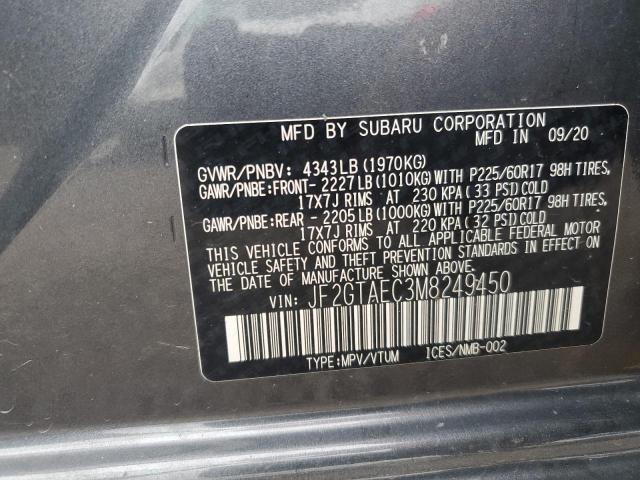 MFD BY SUBARU CORPORATION
MFD IN 09/20
GVWR/PNBV: 4343LB(1970KG)
GAWR/PNBE:FRONT-2227LB(1010KG)WITH P225/60R17 98H TIRES,
17X7J RIMS AT 230 KPA(33 PSI)COLD
GAWR/PNBE:REAR -2205LB(1000KG)WITH P225/60R17 98H TIRES,
17X7J RIMS AT 220 KPA(32 PSI)COLD
THIS VEHICLE CONFORMS TO ALL APPLICABLE FEDERAL MOTOR
VEHICLE SAFETY AND THEFT PREVENTION STANDARDS IN EFFECT ON
THE DATE OF MANUFACTURE SHOWN ABOVE.
VIN: JF2GTAEC3M8249450
TYPE:MPV/VTUM ICES/NMB-002